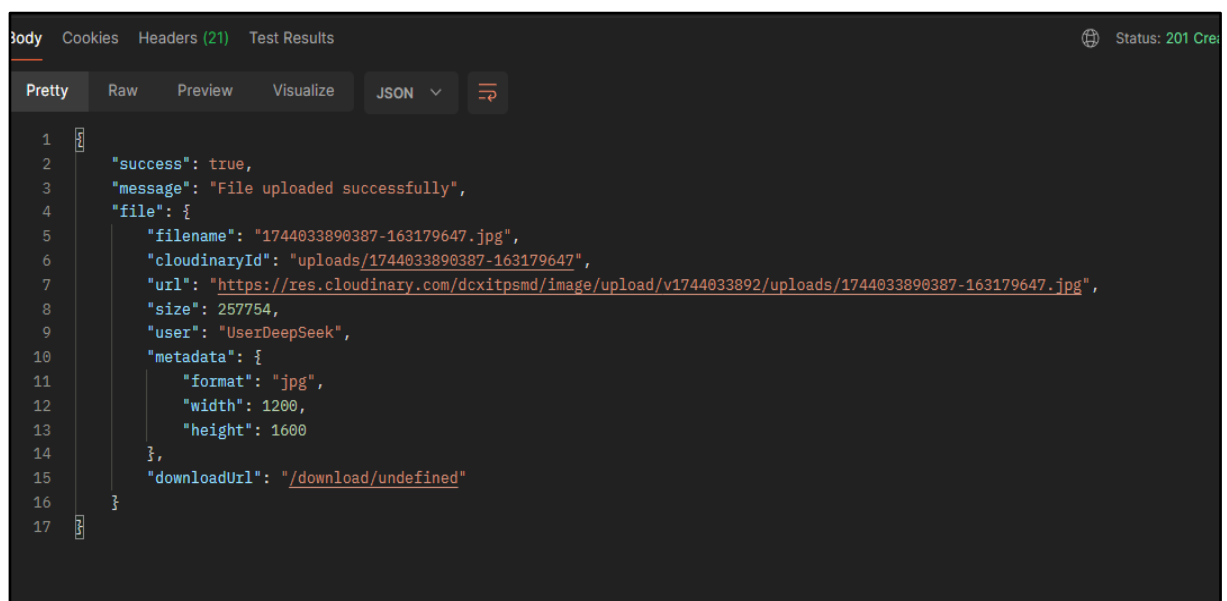 Body Cookies Headers (21) Test Results Status: 201 Crea
Pretty Raw Preview Visualize JSON
1 {
2 "success": true,
3 "message": "File uploaded successfully",
4 "file": {
5 "filename": "1744033890387-163179647.jpg",
6 "cloudinaryId": "uploads/1744033890387-163179647",
7 "url": "https://res.cloudinary.com/dcxitpsmd/image/upload/v1744033892/uploads/1744033890387-163179647.jpg",
8 "size": 257754,
9 "user": "UserDeepSeek",
10 "metadata": {
11 "format": "jpg",
12 "width": 1200,
13 "height": 1600
14 },
15 "downloadUrl": "/download/undefined"
16 }
17 }